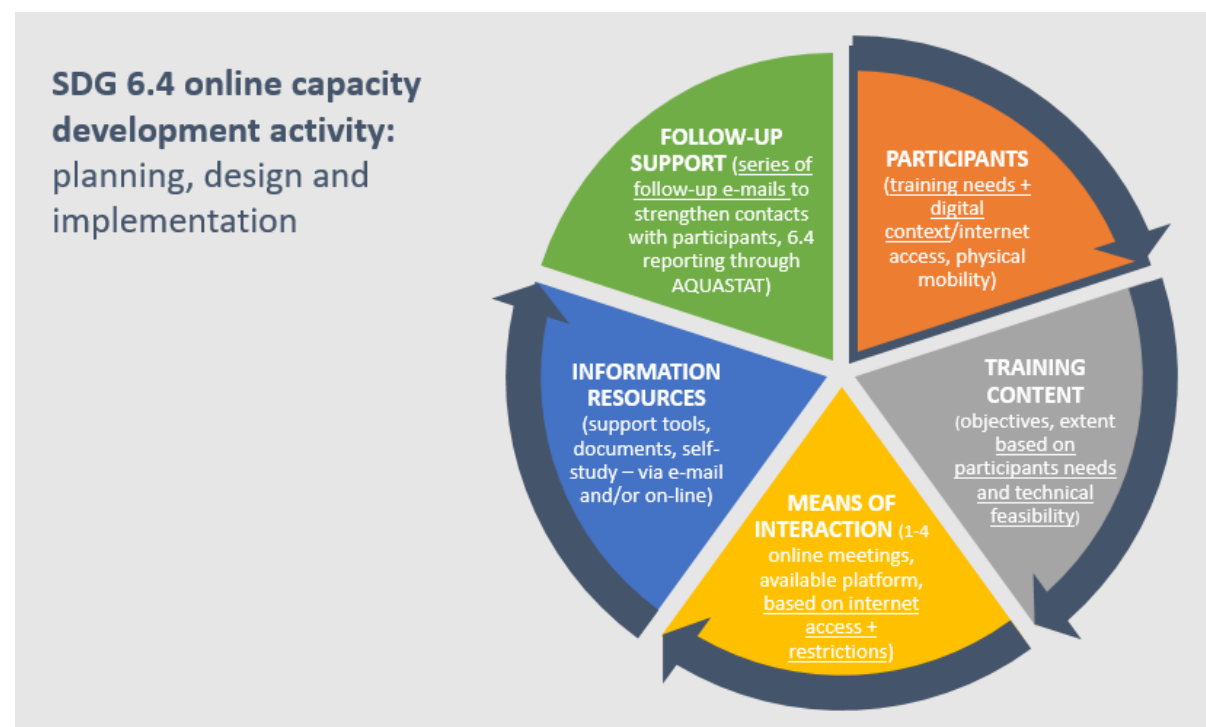 SDG 6.4 online capacity
development activity:
planning, design and
implementation
FOLLOW-UP
SUPPORT (series of
follow-up e-mails to
strengthen contacts
with participants, 6.4
reporting through
AQUASTAT)
PARTICIPANTS
(training needs +
digital
context/internet
access, physical
mobility)
TRAINING
CONTENT
(objectives, extent
based on
participants needs
and technical
feasibility)
MEANS OF
INTERACTION (1-4
online meetings,
available platform,
based on internet
access +
restrictions)
INFORMATION
RESOURCES
(support tools,
documents, self-
study – via e-mail
and/or on-line)